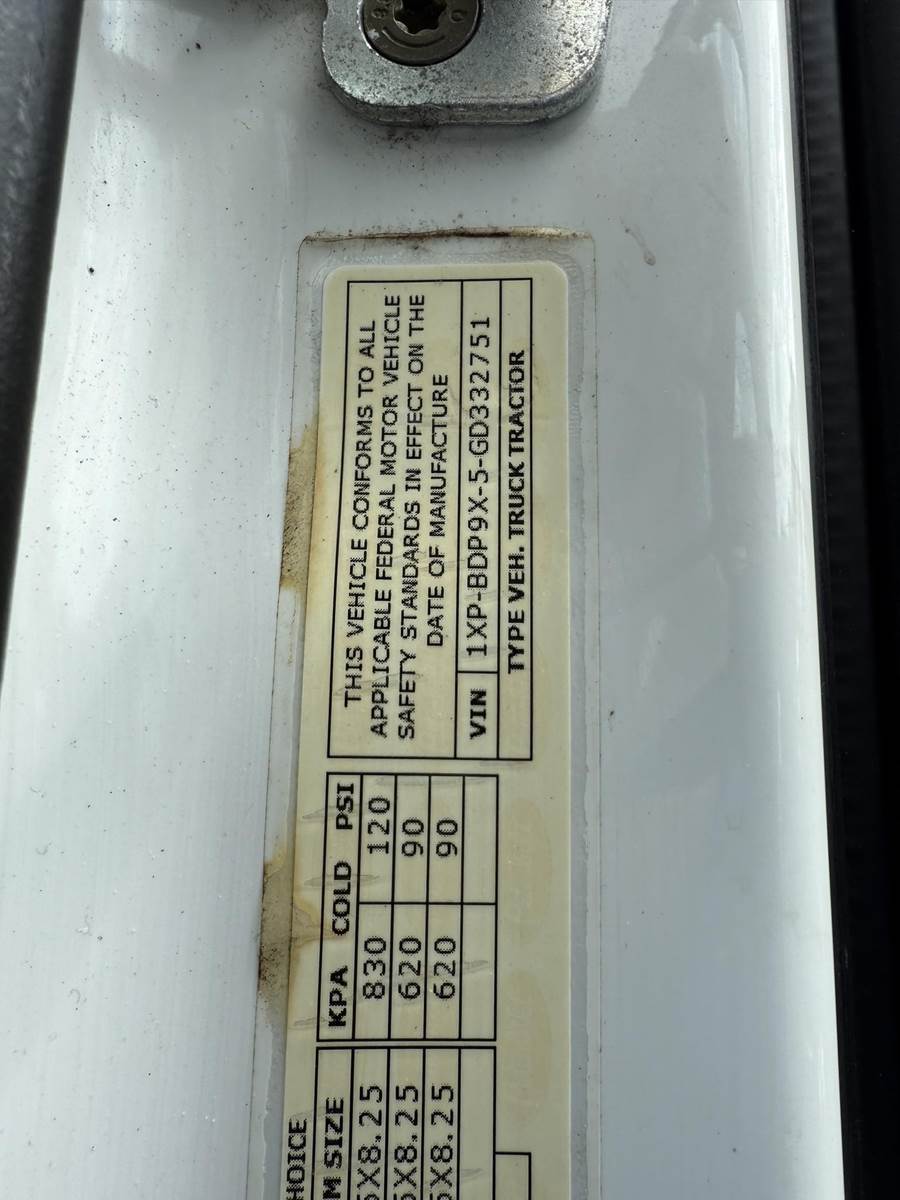 THIS VEHICLE CONFORMS TO ALL
APPLICABLE FEDERAL MOTOR VEHICLE
SAFETY STANDARDS IN EFFECT ON THE
DATE OF MANUFACTURE
VIN 1XP-BDP9X-5-GD332751
TYPE VEH. TRUCK TRACTOR
KPA COLD PSI
830 120
620 90
620 90
HOICE
M SIZE
5X8.25
5X8.25
5X8.25